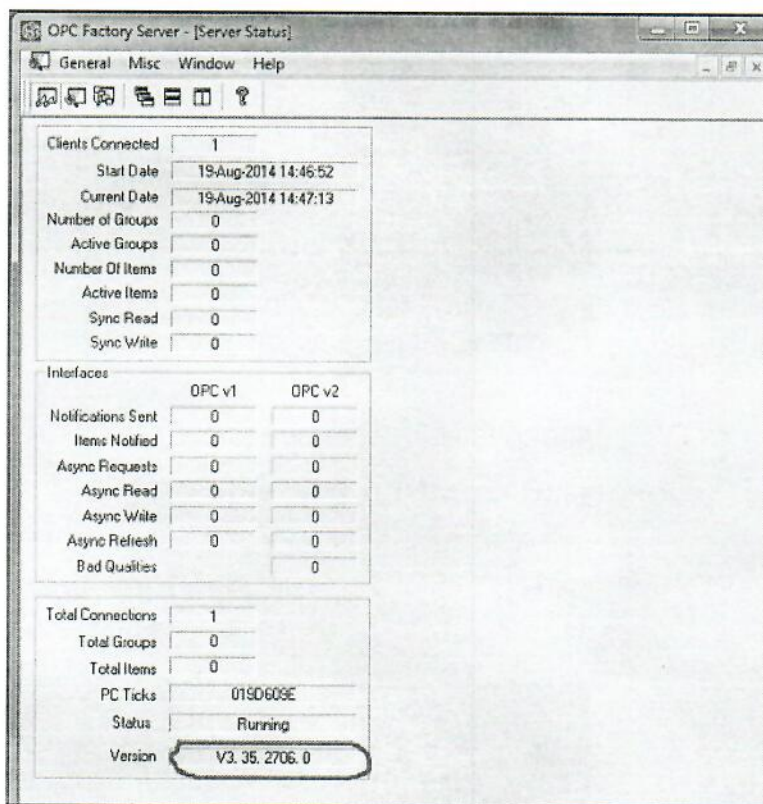 OPC Factory Server - [Server Status]
General Misc Window Help
Clients Connected 1
Start Date 19-Aug-2014 14:46:52
Current Date 19-Aug-2014 14:47:13
Number of Groups 0
Active Groups 0
Number Of Items 0
Active Items 0
Sync Read 0
Sync Write 0
Interfaces
OPC v1 OPC v2
Notifications Sent 0 0
Items Notified 0 0
Async Requests 0 0
Async Read 0 0
Async Write 0 0
Async Refresh 0 0
Bad Qualities 0
Total Connections 1
Total Groups 0
Total Items 0
PC Ticks 019D609E
Status Running
Version V3. 35. 2706. 0